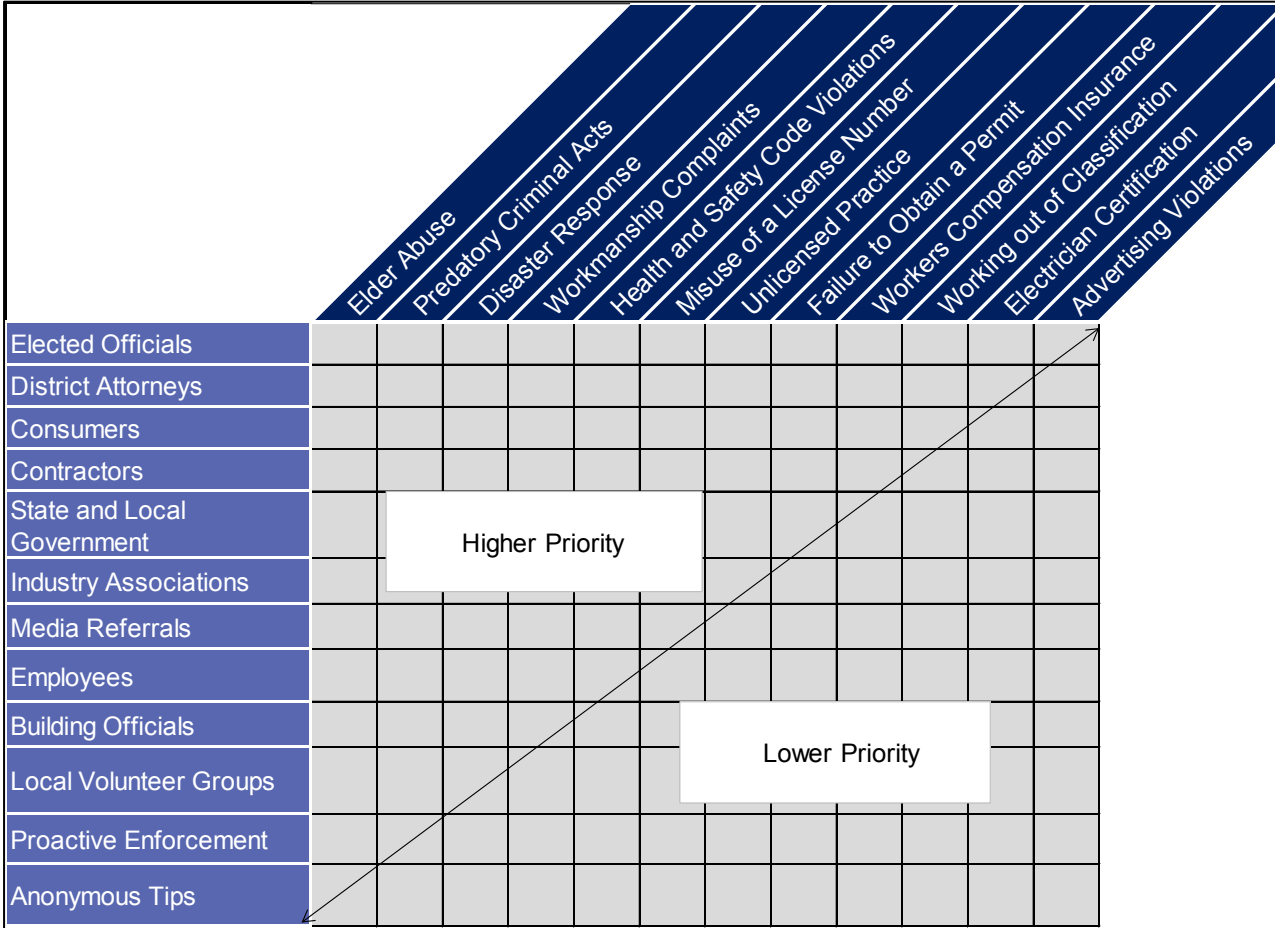 Elder Abuse
Predatory Criminal Acts
Disaster Response
Workmanship Complaints
Health and Safety Code Violations
Misuse of a License Number
Unlicensed Practice
Failure to Obtain a Permit
Workers Compensation Insurance
Working out of Classification
Electrician Certification
Advertising Violations
Elected Officials
District Attorneys
Consumers
Contractors
State and Local
Government
Higher Priority
Industry Associations
Media Referrals
Employees
Building Officials
Lower Priority
Local Volunteer Groups
Proactive Enforcement
Anonymous Tips